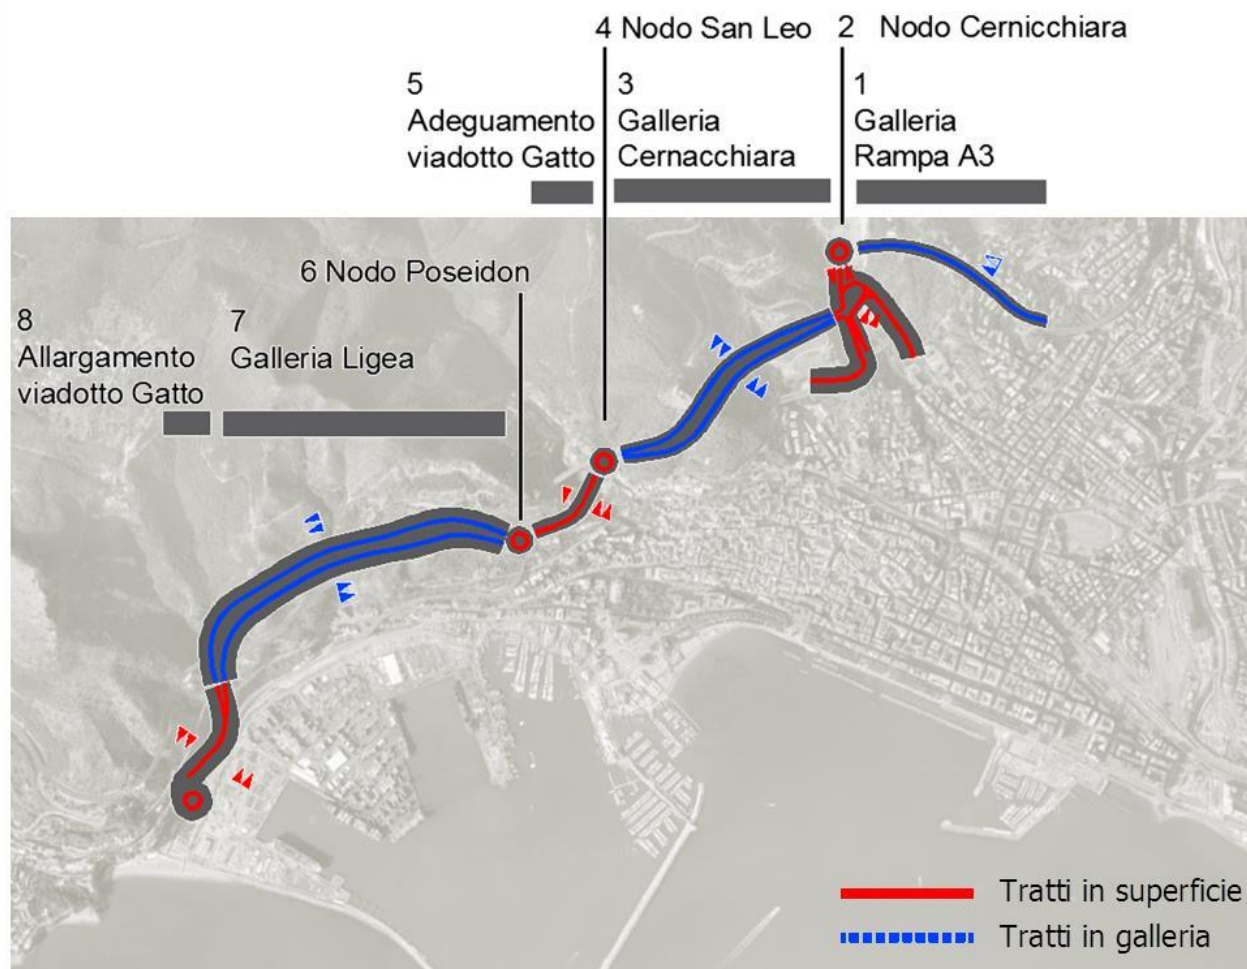 4 Nodo San Leo
2 Nodo Cernicchiara
5
Adeguamento
viadotto Gatto
3
Galleria
Cernacchiara
1
Galleria
Rampa A3
6 Nodo Poseidon
8
Allargamento
viadotto Gatto
7
Galleria Ligea
Tratti in superficie
Tratti in galleria